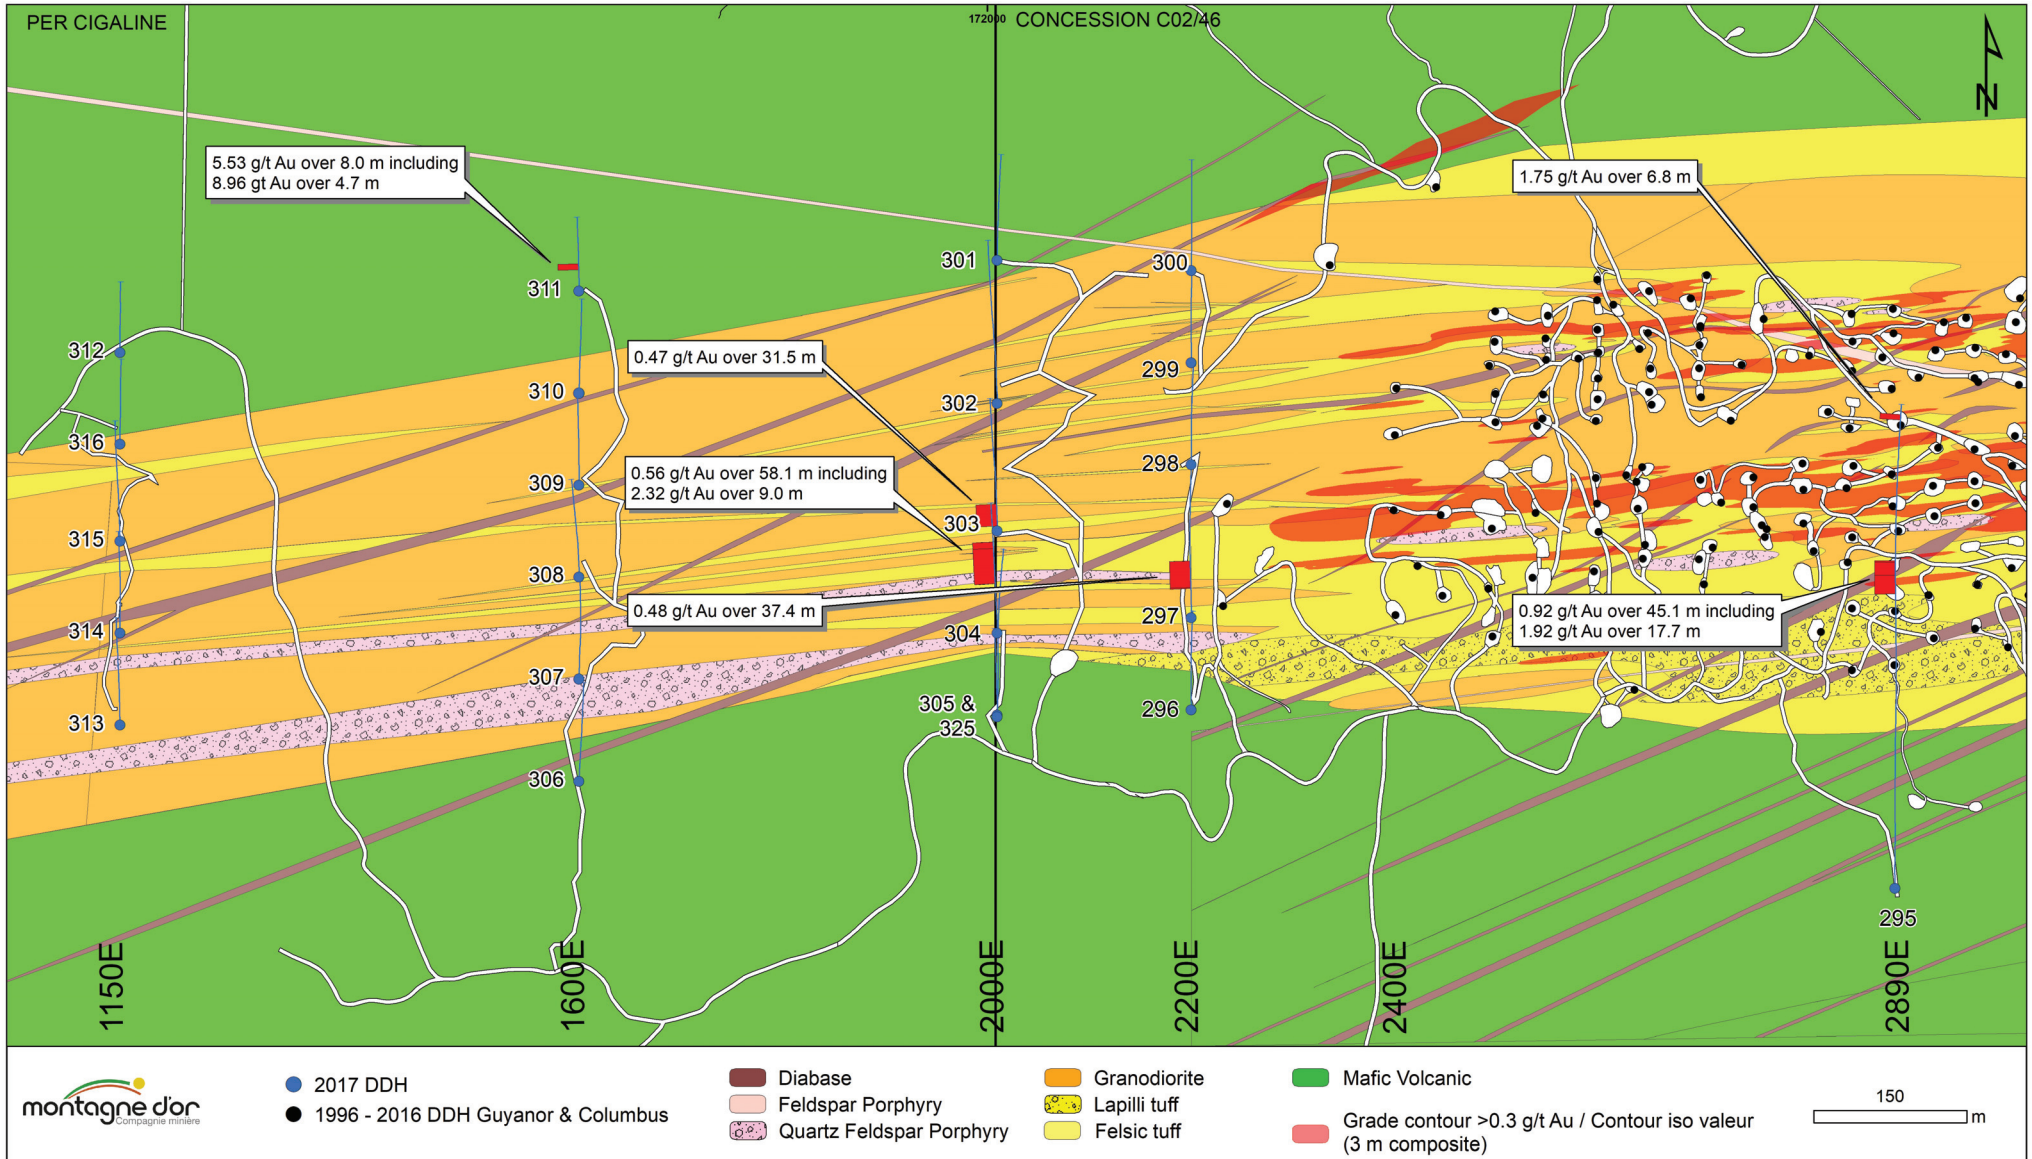 PER CIGALINE
172000
CONCESSION C02/46
N
5.53 g/t Au over 8.0 m including
8.96 gt Au over 4.7 m
1.75 g/t Au over 6.8 m
301
300
311
312
0.47 g/t Au over 31.5 m
299
310
302
316
0.56 g/t Au over 58.1 m including
2.32 g/t Au over 9.0 m
298
309
303
315
308
0.48 g/t Au over 37.4 m
297
0.92 g/t Au over 45.1 m including
1.92 g/t Au over 17.7 m
314
304
307
313
305 &
325
296
306
295
1150E
1600E
2000E
2200E
2400E
2890E
montagne d'or
Compagnie minière
2017 DDH
1996 - 2016 DDH Guyanor & Columbus
Diabase
Feldspar Porphyry
Quartz Feldspar Porphyry
Granodiorite
Lapilli tuff
Felsic tuff
Mafic Volcanic
Grade contour >0.3 g/t Au / Contour iso valeur
(3 m composite)
150
m